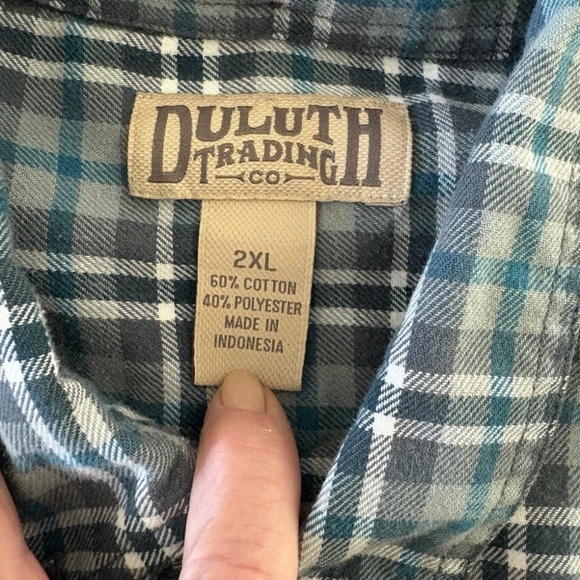 DULUTH
TRADING
CO
2XL
60% COTTON
40% POLYESTER
MADE IN
INDONESIA